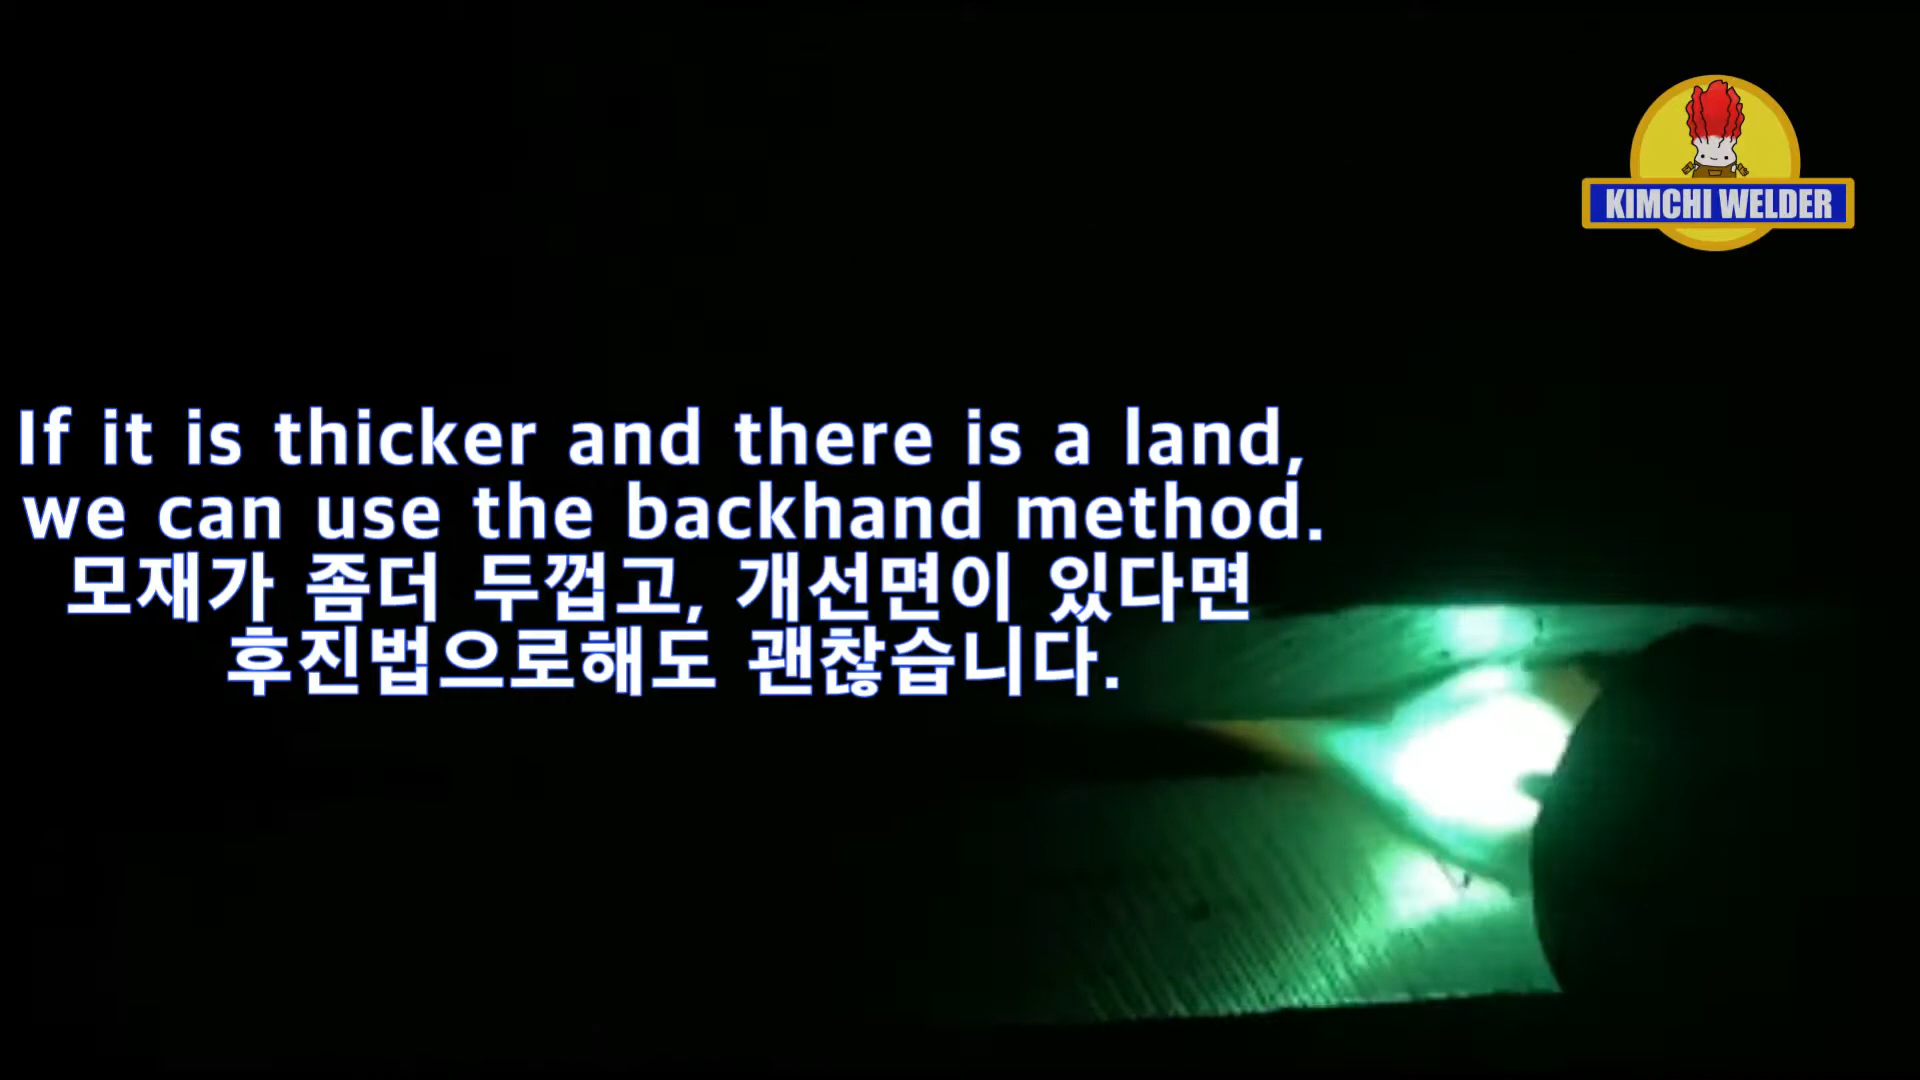 KIMCHI WELDER
If it is thicker and there is a land,
we can use the backhand method.
모재가 좀더 두껍고, 개선면이 있다면
후진법으로해도 괜찮습니다.